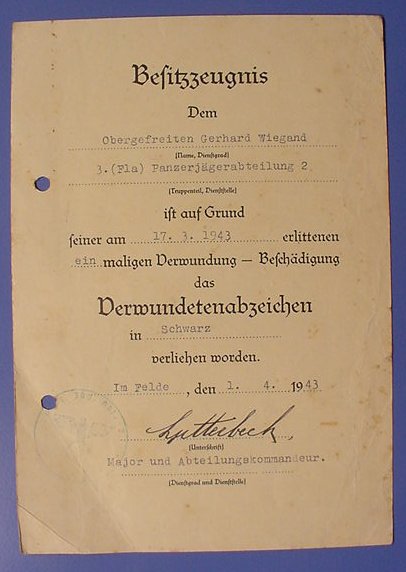 Besitzzeugnis
Dem
Obergefreiten Gerhard Wiegand
(Name, Dienstgrad)
3.(Fla) Panzerjägerabteilung 2
(Truppenteil, Dienststelle)
ist auf Grund
seiner am 17. 3. 1943 erlittenen
ein maligen Verwundung – Beschädigung
das
Verwundetenabzeichen
in Schwarz
verliehen worden.
Im Felde, den 1. 4. 1943
(Unterschrift)
Major und Abteilungskommandeur.
(Dienstgrad und Dienststelle)